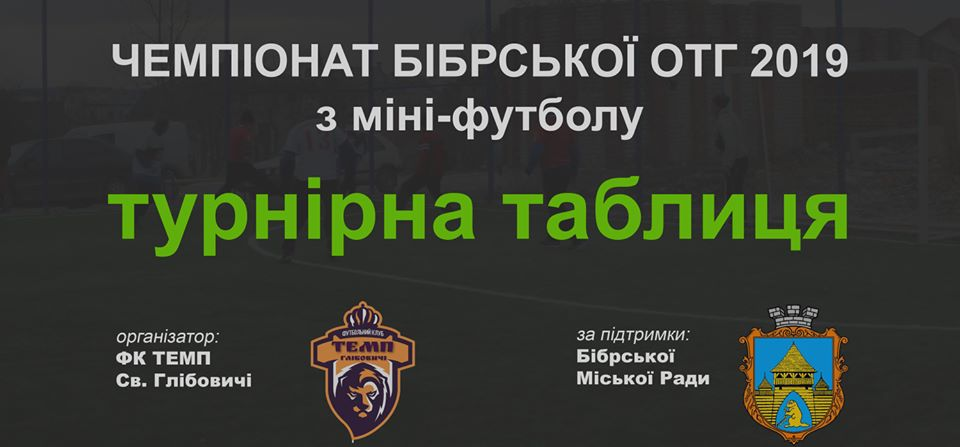 ЧЕМПІОНАТ БІБРСЬКОЇ ОТГ 2019
з міні-футболу
турнірна таблиця
організатор:
ФК ТЕМП
Св. Глібовичі
ФУТБОЛЬНИЙ КЛУБ
ТЕМП
ГЛІБОВИЧІ
за підтримки:
Бібрської
Міської Ради